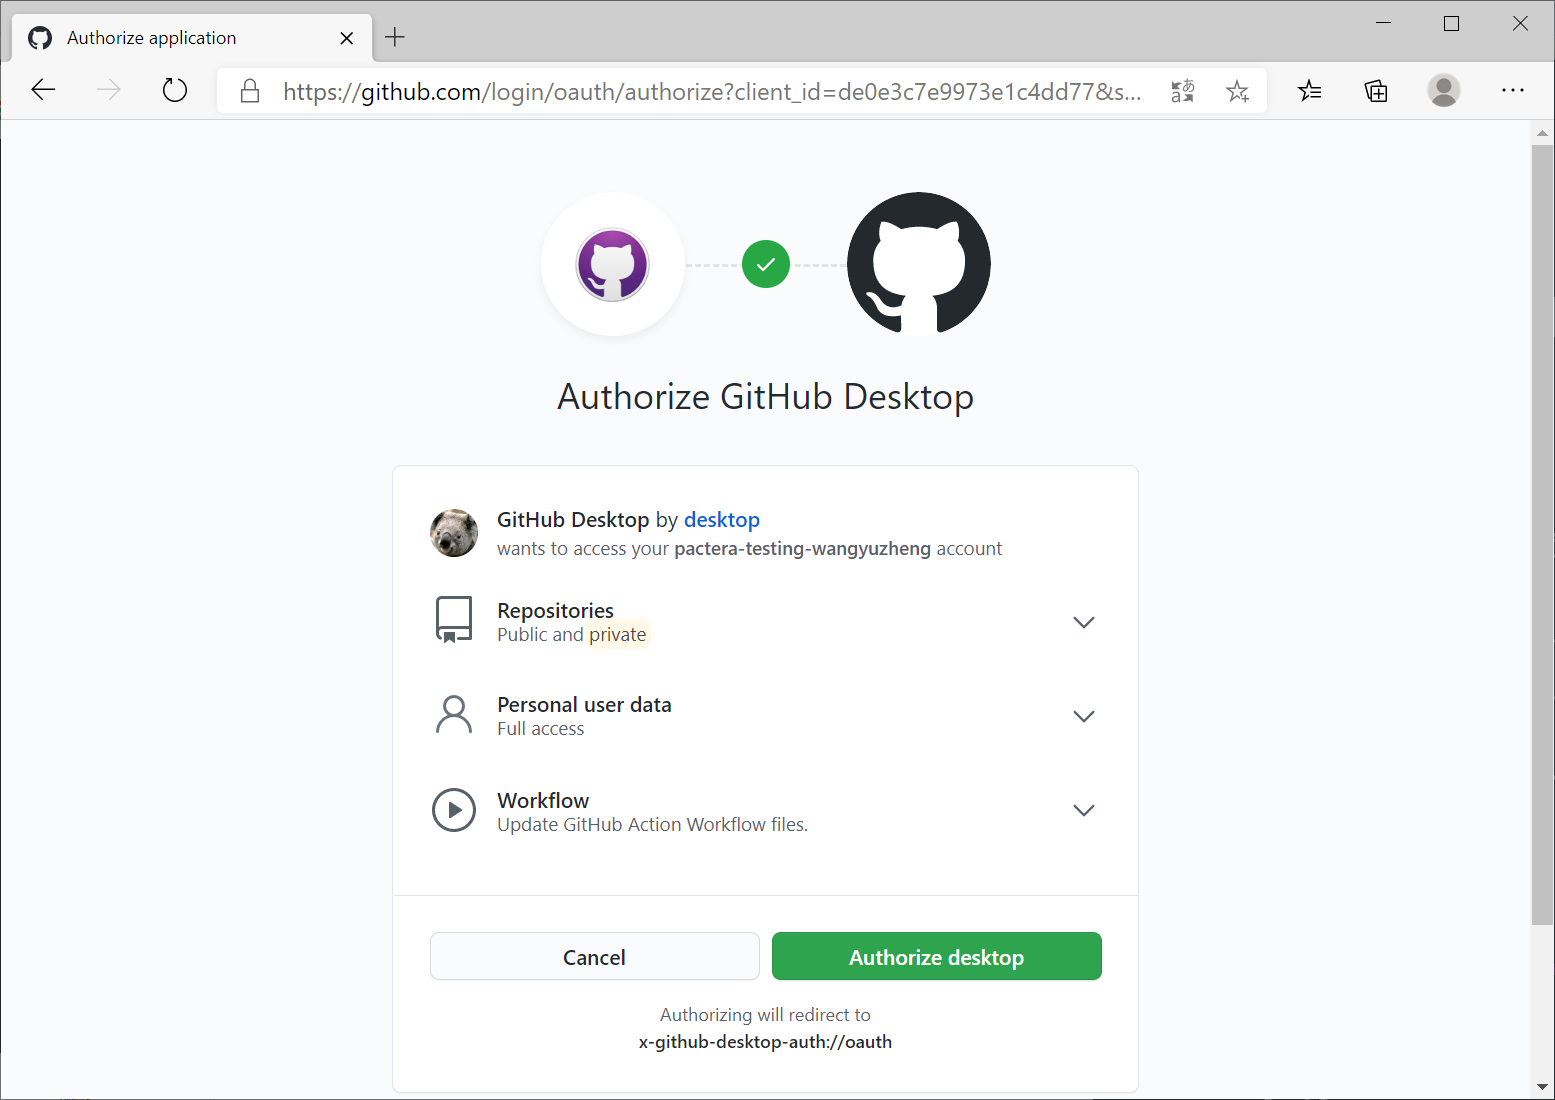 Authorize application
https://github.com/login/oauth/authorize?client_id=de0e3c7e9973e1c4dd77&s...
Authorize GitHub Desktop
GitHub Desktop by desktop
wants to access your pactera-testing-wangyuzheng account
Repositories
Public and private
Personal user data
Full access
Workflow
Update GitHub Action Workflow files.
Cancel
Authorize desktop
Authorizing will redirect to
x-github-desktop-auth://oauth